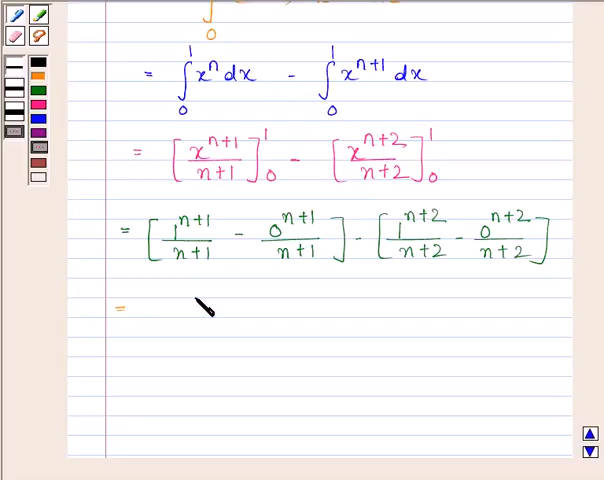 0
= ∫₀¹ xⁿ dx - ∫₀¹ xⁿ⁺¹ dx
= [xⁿ⁺¹/n+1]₀¹ - [xⁿ⁺²/n+2]₀¹
= [1ⁿ⁺¹/n+1 - 0ⁿ⁺¹/n+1] - [1ⁿ⁺²/n+2 - 0ⁿ⁺²/n+2]
=